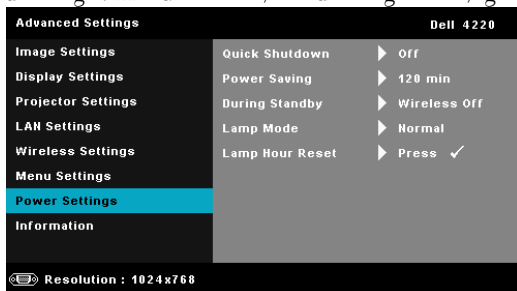 Advanced Settings Dell 4220
Image Settings Quick Shutdown Off
Display Settings Power Saving 120 min
Projector Settings During Standby Wireless Off
LAN Settings Lamp Mode Normal
Wireless Settings Lamp Hour Reset Press ✓
Menu Settings
Power Settings
Information
Resolution : 1024x768